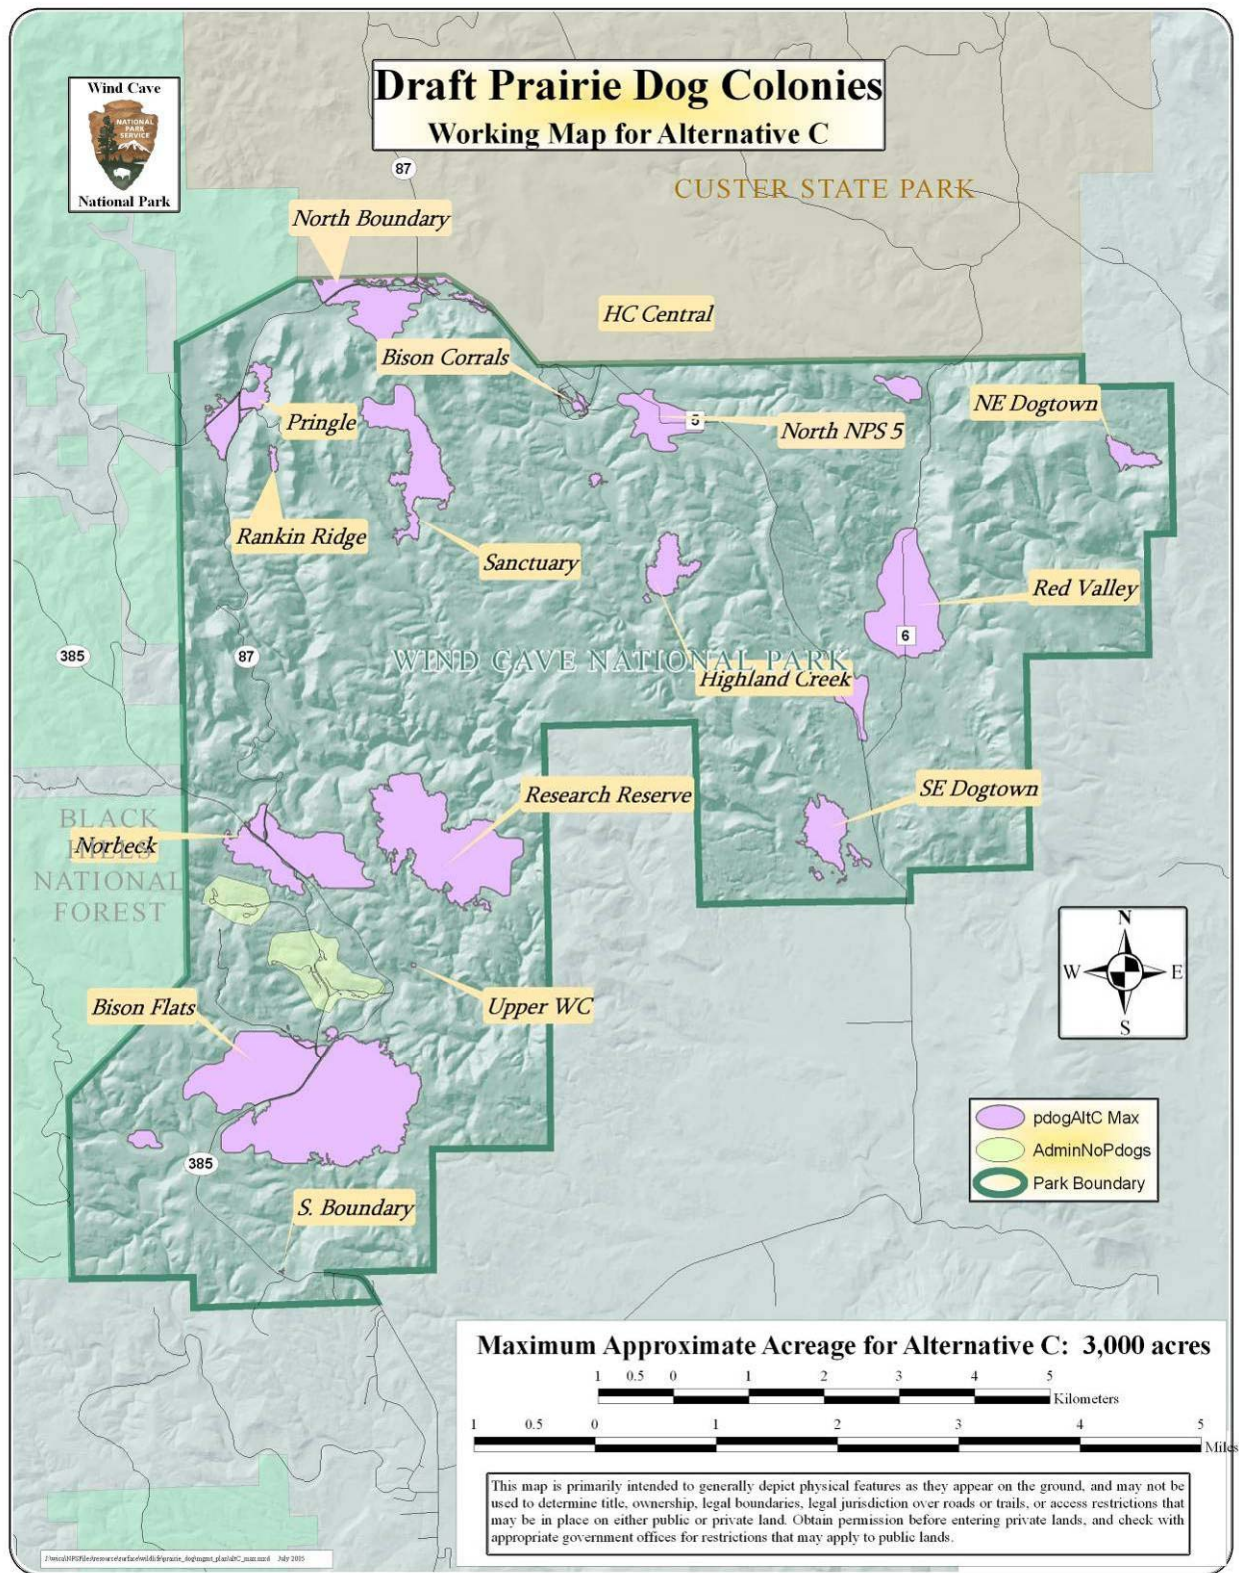 Wind Cave
NATIONAL
PARK
SERVICE
National Park
Draft Prairie Dog Colonies
Working Map for Alternative C
87
CUSTER STATE PARK
North Boundary
HC Central
Bison Corrals
NE Dogtown
Pringle
5
North NPS 5
Rankin Ridge
Sanctuary
Red Valley
6
385
87
WIND CAVE NATIONAL PARK
Highland Creek
Research Reserve
SE Dogtown
BLACK
HILLS
Norbeck
NATIONAL
FOREST
N
W
E
S
Bison Flats
Upper WC
pdogAltC Max
AdminNoPdogs
Park Boundary
385
S. Boundary
Maximum Approximate Acreage for Alternative C: 3,000 acres
1 0.5 0 1 2 3 4 5
Kilometers
1 0.5 0 1 2 3 4 5
Miles
This map is primarily intended to generally depict physical features as they appear on the ground, and may not be
used to determine title, ownership, legal boundaries, legal jurisdiction over roads or trails, or access restrictions that
may be in place on either public or private land. Obtain permission before entering private lands, and check with
appropriate government offices for restrictions that may apply to public lands.
July 2005